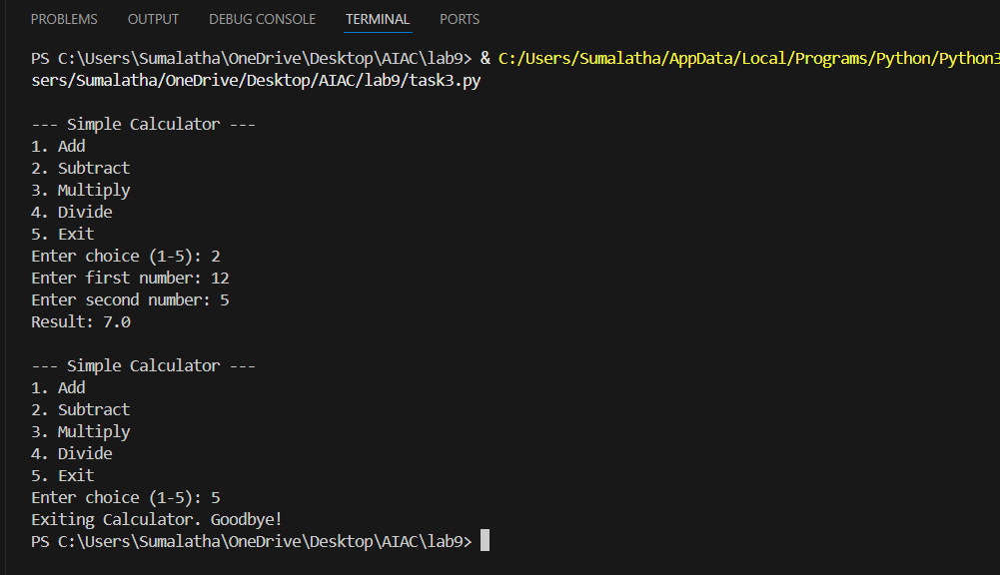 PROBLEMS OUTPUT DEBUG CONSOLE TERMINAL PORTS
PS C:\Users\Sumalatha\OneDrive\Desktop\AIAC\lab9> & C:/Users/Sumalatha/AppData/Local/Programs/Python/Python3
sers/Sumalatha/OneDrive/Desktop/AIAC/lab9/task3.py
--- Simple Calculator ---
1. Add
2. Subtract
3. Multiply
4. Divide
5. Exit
Enter choice (1-5): 2
Enter first number: 12
Enter second number: 5
Result: 7.0
--- Simple Calculator ---
1. Add
2. Subtract
3. Multiply
4. Divide
5. Exit
Enter choice (1-5): 5
Exiting Calculator. Goodbye!
PS C:\Users\Sumalatha\OneDrive\Desktop\AIAC\lab9>